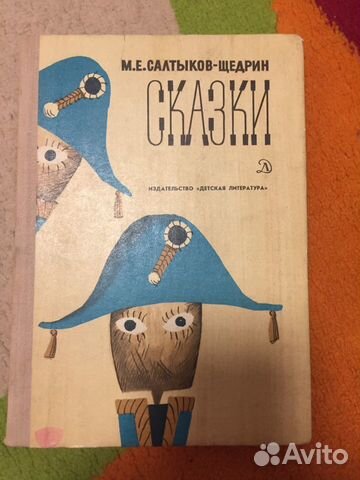 М.Е.САЛТЫКОВ-ЩЕДРИН
СКАЗКИ
Д
ИЗДАТЕЛЬСТВО «ДЕТСКАЯ ЛИТЕРАТУРА»
Avito